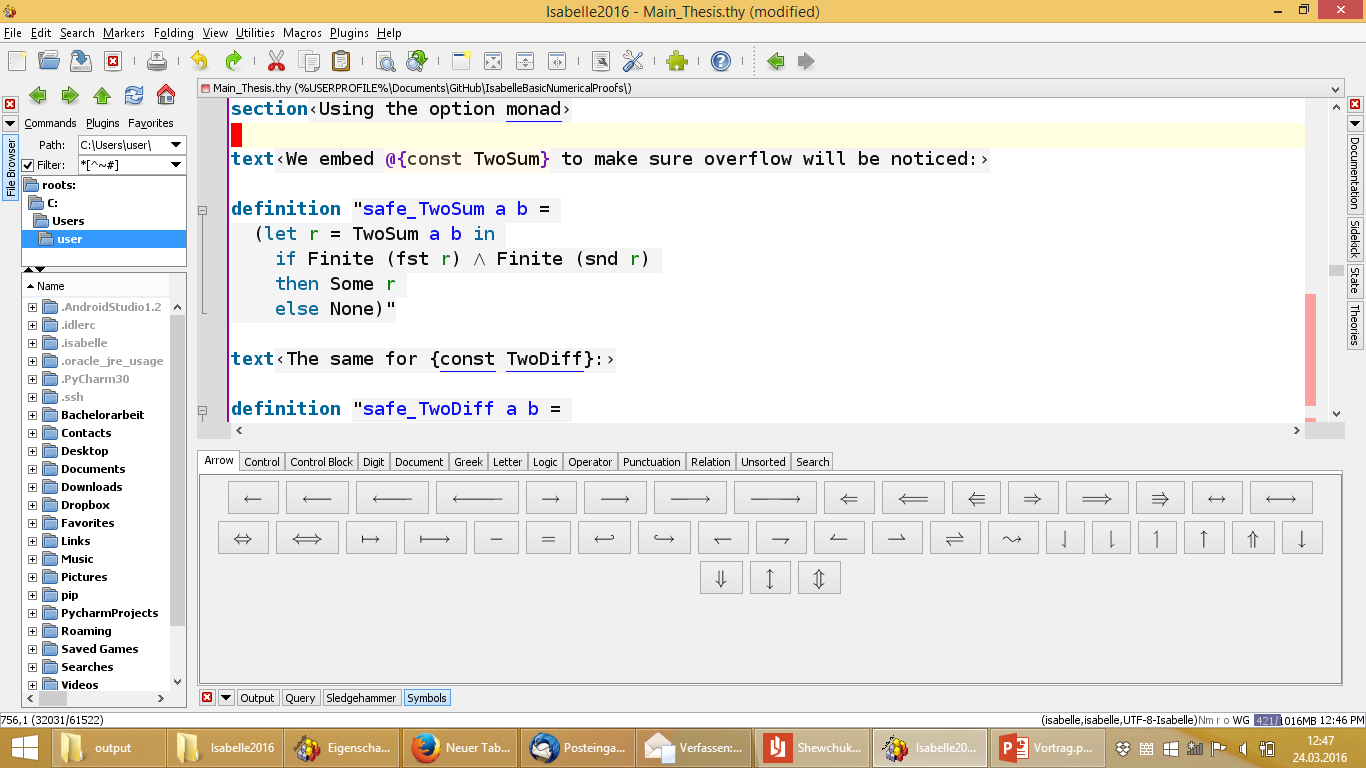 Isabelle2016 - Main_Thesis.thy (modified)
File Edit Search Markers Folding View Utilities Macros Plugins Help
Main_Thesis.thy (%USERPROFILE%\Documents\GitHub\IsabelleBasicNumericalProofs\)
File Browser
Commands Plugins Favorites
Path: C:\Users\user\
Filter: *[^~#]
roots:
C:
Users
user
Name
.AndroidStudio1.2
.idlerc
.isabelle
.oracle_jre_usage
.PyCharm30
.ssh
Bachelorarbeit
Contacts
Desktop
Documents
Downloads
Dropbox
Favorites
Links
Music
Pictures
pip
PycharmProjects
Roaming
Saved Games
Searches
Videos
section‹Using the option monad›
text‹We embed @{const TwoSum} to make sure overflow will be noticed:›
definition "safe_TwoSum a b =
(let r = TwoSum a b in
if Finite (fst r) ∧ Finite (snd r)
then Some r
else None)"
text‹The same for {const TwoDiff}:›
definition "safe_TwoDiff a b =
Documentation
Sidekick
State
Theories
Arrow Control Control Block Digit Document Greek Letter Logic Operator Punctuation Relation Unsorted Search
Output Query Sledgehammer Symbols
756,1 (32031/61522) (isabelle,isabelle,UTF-8-Isabelle)Nm r o WG 421/1016MB 12:46 PM
output Isabelle2016 Eigenscha... Neuer Tab... Posteinga... Verfassen:... Shewchuk... Isabelle20... Vortrag.p... 12:47
24.03.2016